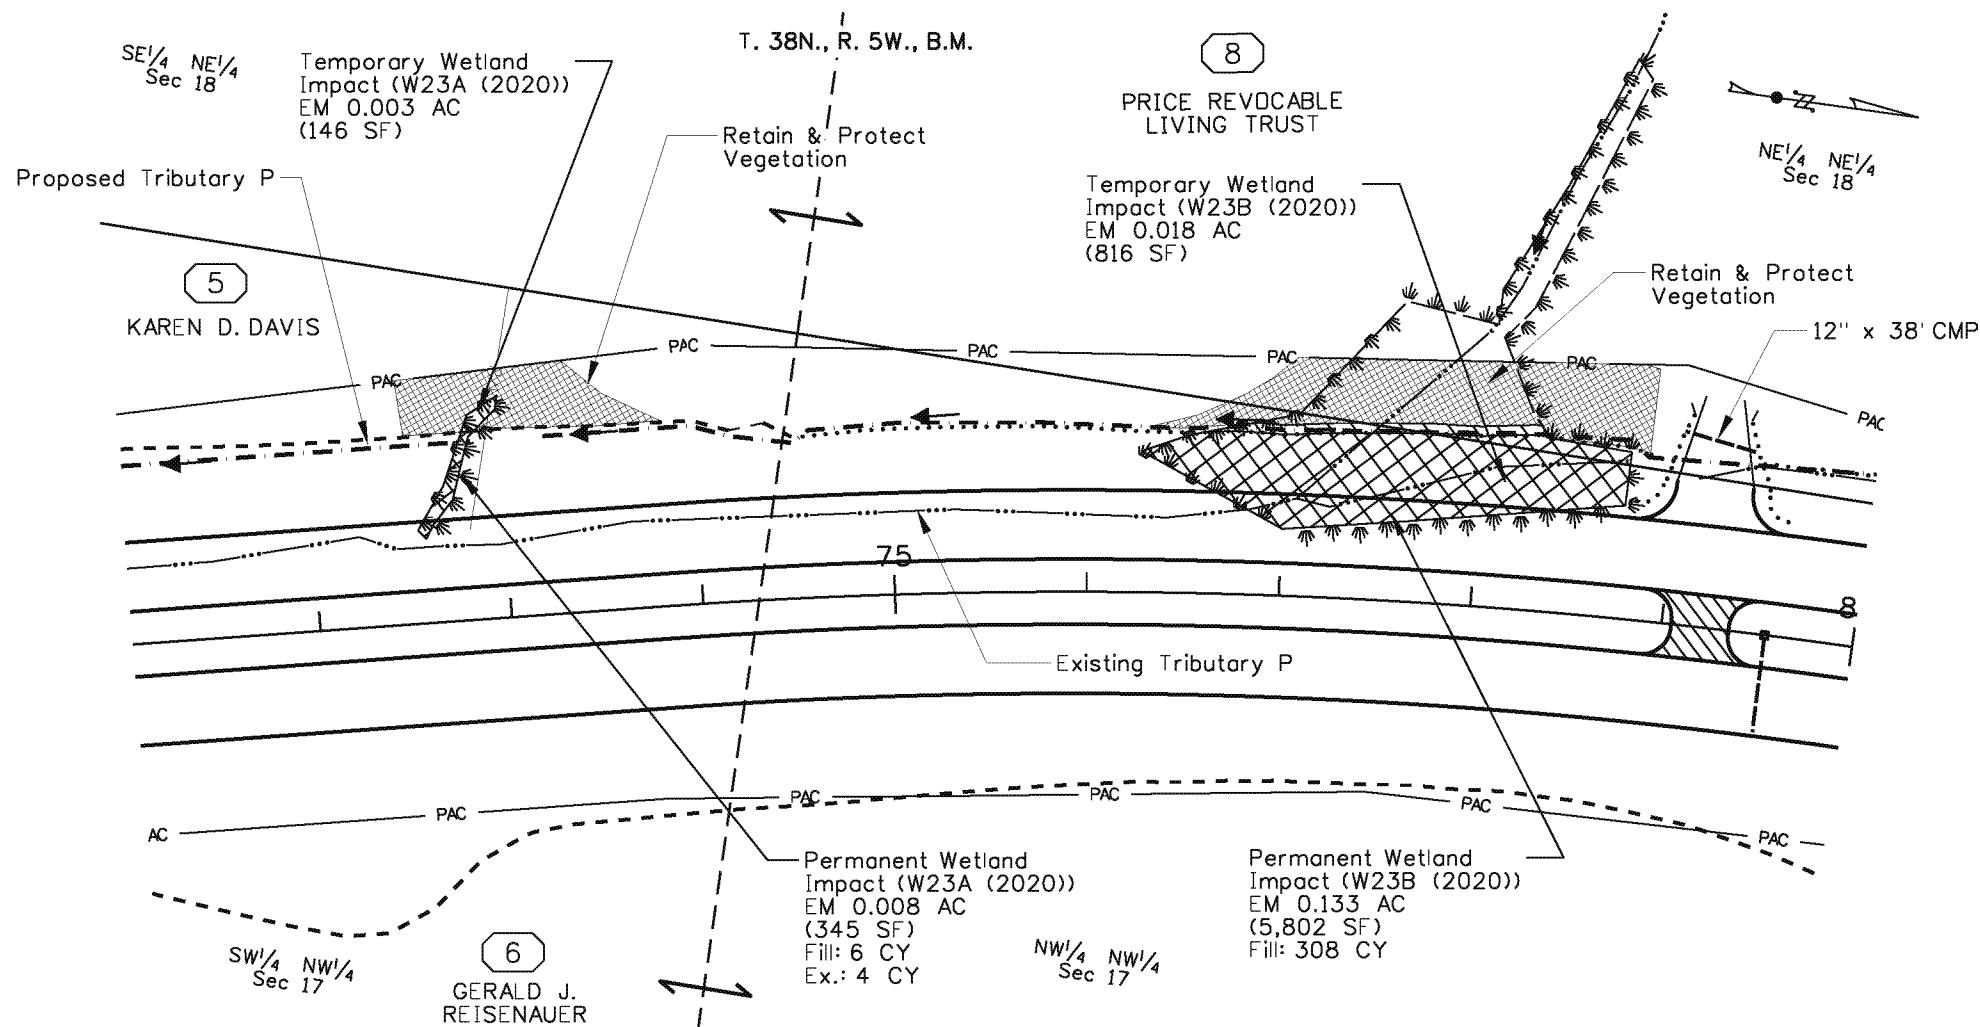 T. 38N., R. 5W., B.M.
SE1/4 NE1/4
Sec 18
Temporary Wetland
Impact (W23A (2020))
EM 0.003 AC
(146 SF)
8
PRICE REVOCABLE
LIVING TRUST
Retain & Protect
Vegetation
NE1/4 NE1/4
Sec 18
Proposed Tributary P
Temporary Wetland
Impact (W23B (2020))
EM 0.018 AC
(816 SF)
5
KAREN D. DAVIS
Retain & Protect
Vegetation
12" x 38' CMP
PAC
PAC
PAC
PAC
PAC
PAC
75
8
Existing Tributary P
AC
PAC
PAC
PAC
PAC
PAC
Permanent Wetland
Impact (W23A (2020))
EM 0.008 AC
(345 SF)
Fill: 6 CY
Ex.: 4 CY
Permanent Wetland
Impact (W23B (2020))
EM 0.133 AC
(5,802 SF)
Fill: 308 CY
SW1/4 NW1/4
Sec 17
6
GERALD J.
REISENAUER
NW1/4 NW1/4
Sec 17